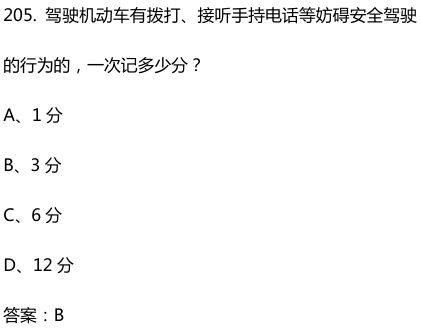 205. 驾驶机动车有拨打、接听手持电话等妨碍安全驾驶
的行为的，一次记多少分？
A、1 分
B、3 分
C、6 分
D、12 分
答案：B